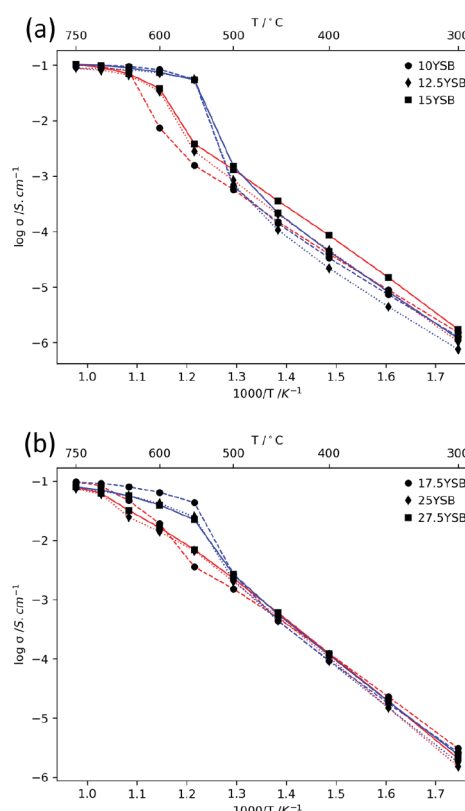 (a)
T / °C
750 600 500 400 300
-1
-2
-3
-4
-5
-6
log σ /S. cm⁻¹
10YSB
12.5YSB
15YSB
1.0 1.1 1.2 1.3 1.4 1.5 1.6 1.7
1000/T /K⁻¹
(b)
T / °C
750 600 500 400 300
-1
-2
-3
-4
-5
-6
log σ /S. cm⁻¹
17.5YSB
25YSB
27.5YSB
1.0 1.1 1.2 1.3 1.4 1.5 1.6 1.7
1000/T /K⁻¹